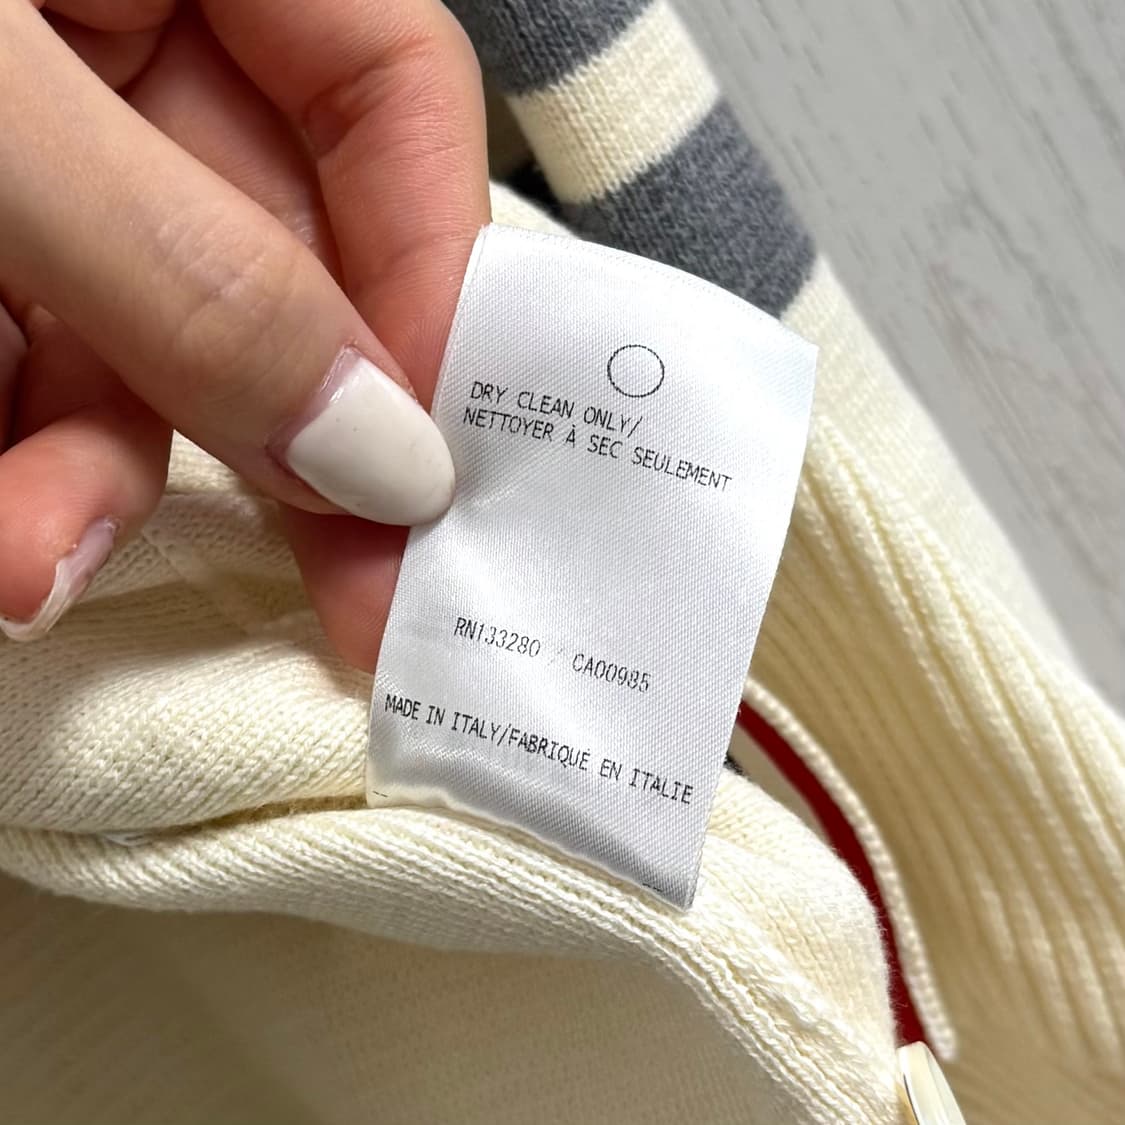 DRY CLEAN ONLY/
NETTOYER À SEC SEULEMENT
RN133280 / CA00985
MADE IN ITALY/FABRIQUÉ EN ITALIE